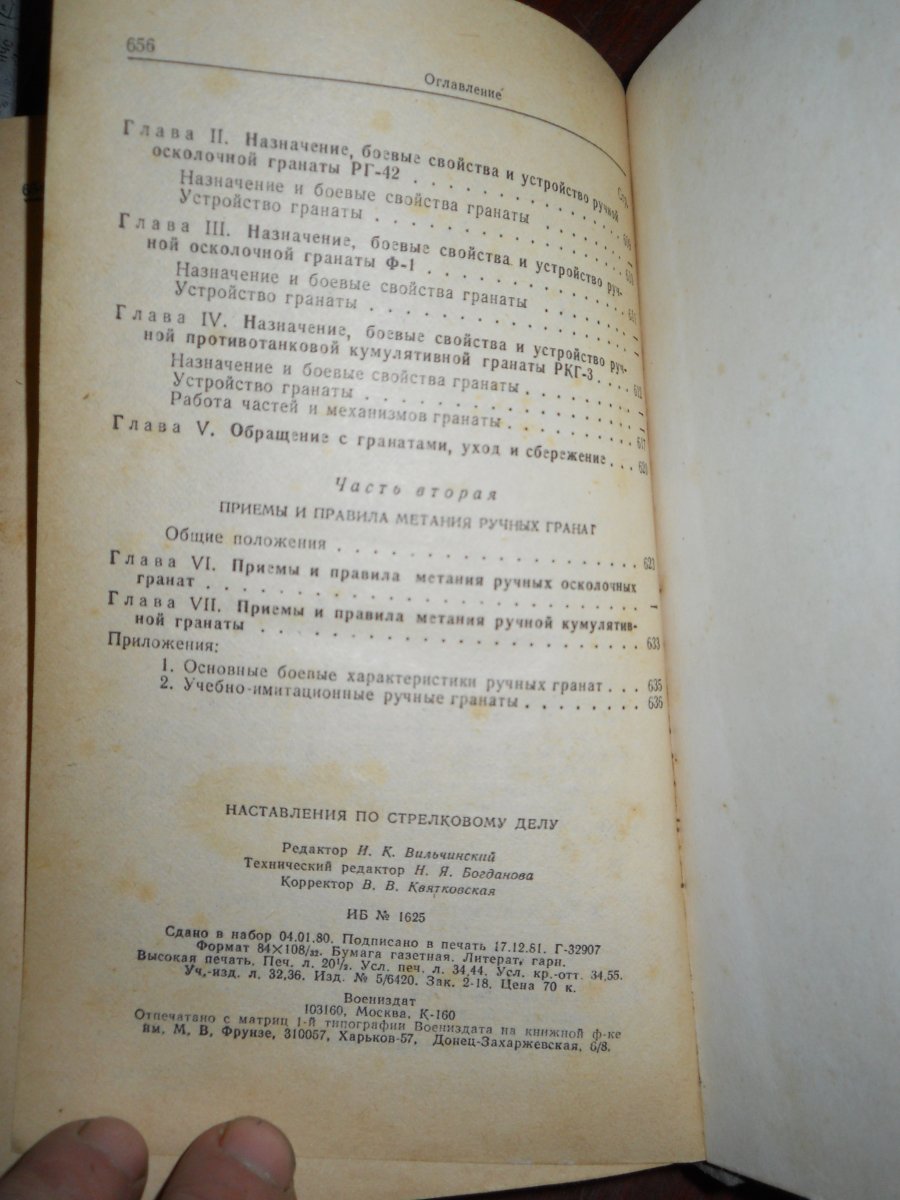 656
Оглавление
Стр.
Глава II. Назначение, боевые свойства и устройство ручной
осколочной гранаты РГ-42 . . . . . . . . . . .
Назначение и боевые свойства гранаты . . . . . .
Устройство гранаты . . . . . . . . . . . . . .
Глава III. Назначение, боевые свойства и устройство руч-
ной осколочной гранаты Ф-1 . . . . . . . . . . 611
Назначение и боевые свойства гранаты . . . . . . —
Устройство гранаты . . . . . . . . . . . . . . —
Глава IV. Назначение, боевые свойства и устройство руч-
ной противотанковой кумулятивной гранаты РКГ-3 . . . .
Назначение и боевые свойства гранаты . . . . . . . —
Устройство гранаты . . . . . . . . . . . . . . —
Работа частей и механизмов гранаты . . . . . . . 617
Глава V. Обращение с гранатами, уход и сбережение . . . 620
Часть вторая
ПРИЕМЫ И ПРАВИЛА МЕТАНИЯ РУЧНЫХ ГРАНАТ
Общие положения . . . . . . . . . . . . . . . . 623
Глава VI. Приемы и правила метания ручных осколочных
гранат . . . . . . . . . . . . . . . . . . . . . —
Глава VII. Приемы и правила метания ручной кумулятив-
ной гранаты . . . . . . . . . . . . . . . . . . 633
Приложения:
1. Основные боевые характеристики ручных гранат . . . 635
2. Учебно-имитационные ручные гранаты . . . . . . . . 636
НАСТАВЛЕНИЯ ПО СТРЕЛКОВОМУ ДЕЛУ
Редактор И. К. Вильчинский
Технический редактор Н. Я. Богданова
Корректор В. В. Квятковская
ИБ № 1625
Сдано в набор 04.01.80. Подписано в печать 17.12.81. Г-32907
Формат 84×108/32. Бумага газетная. Литерат. гарн.
Высокая печать. Печ. л. 20½. Усл. печ. л. 34,44. Усл. кр.-отт. 34,55.
Уч.-изд. л. 32,36. Изд. № 5/6420. Зак. 2-18. Цена 70 к.
Воениздат
103160, Москва, К-160
Отпечатано с матриц 1-й типографии Воениздата на книжной ф-ке
им. М. В. Фрунзе, 310057, Харьков-57, Донец-Захаржевская, 6/8.